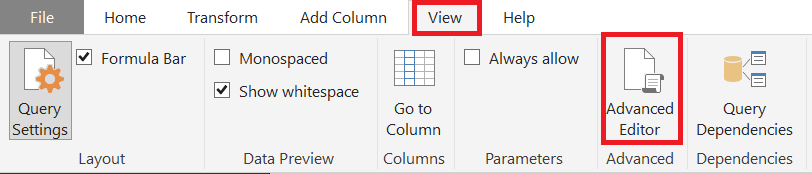 File Home Transform Add Column View Help
Formula Bar Monospaced Always allow
Show whitespace
Query Settings
Go to Column
Advanced Editor
Query Dependencies
Layout Data Preview Columns Parameters Advanced Dependencies